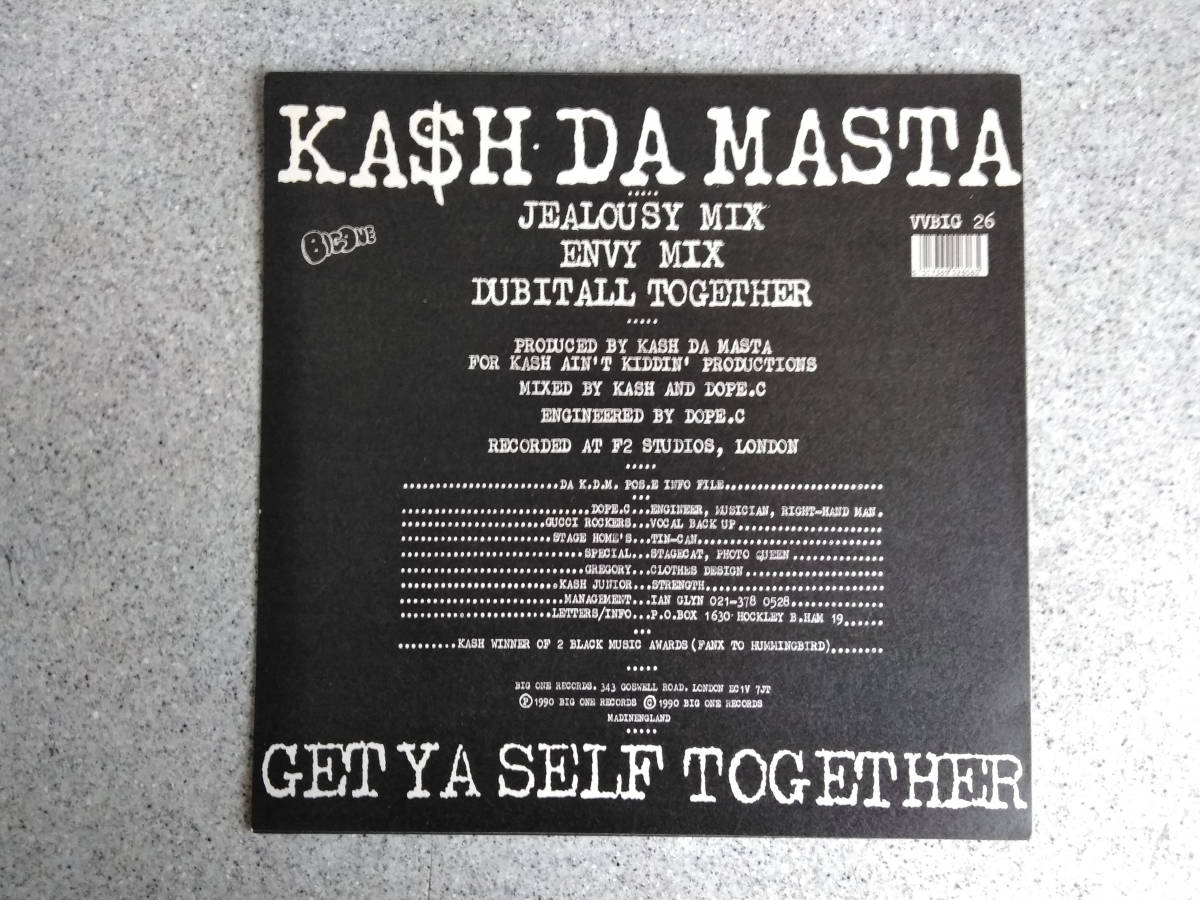 KA$H DA MASTA
JEALOUSY MIX
ENVY MIX
DUBITALL TOGETHER
BIG ONE
VVBIG 26
PRODUCED BY KASH DA MASTA
FOR KASH AIN'T KIDDIN' PRODUCTIONS
MIXED BY KASH AND DOPE.C
ENGINEERED BY DOPE.C
RECORDED AT F2 STUDIOS, LONDON
DA K.D.M. POS.E INFO FILE
DOPE.C...ENGINEER, MUSICIAN, RIGHT-HAND MAN.
GUCCI ROCKERS...VOCAL BACK UP
STAGE HOME'S...TIN-CAN
SPECIAL...STAGECAT, PHOTO QUEEN
GREGORY...CLOTHES DESIGN
KASH JUNIOR...STRENGTH
MANAGEMENT...IAN GLYN 021-378 0528
LETTERS/INFO...P.O.BOX 1630 HOCKLEY B.HAM 19
KASH WINNER OF 2 BLACK MUSIC AWARDS (FANX TO HUMMINGBIRD)
BIG ONE RECORDS. 343 GOSWELL ROAD. LONDON EC1V 7JT
℗ 1990 BIG ONE RECORDS © 1990 BIG ONE RECORDS
MADINENGLAND
GET YA SELF TOGETHER